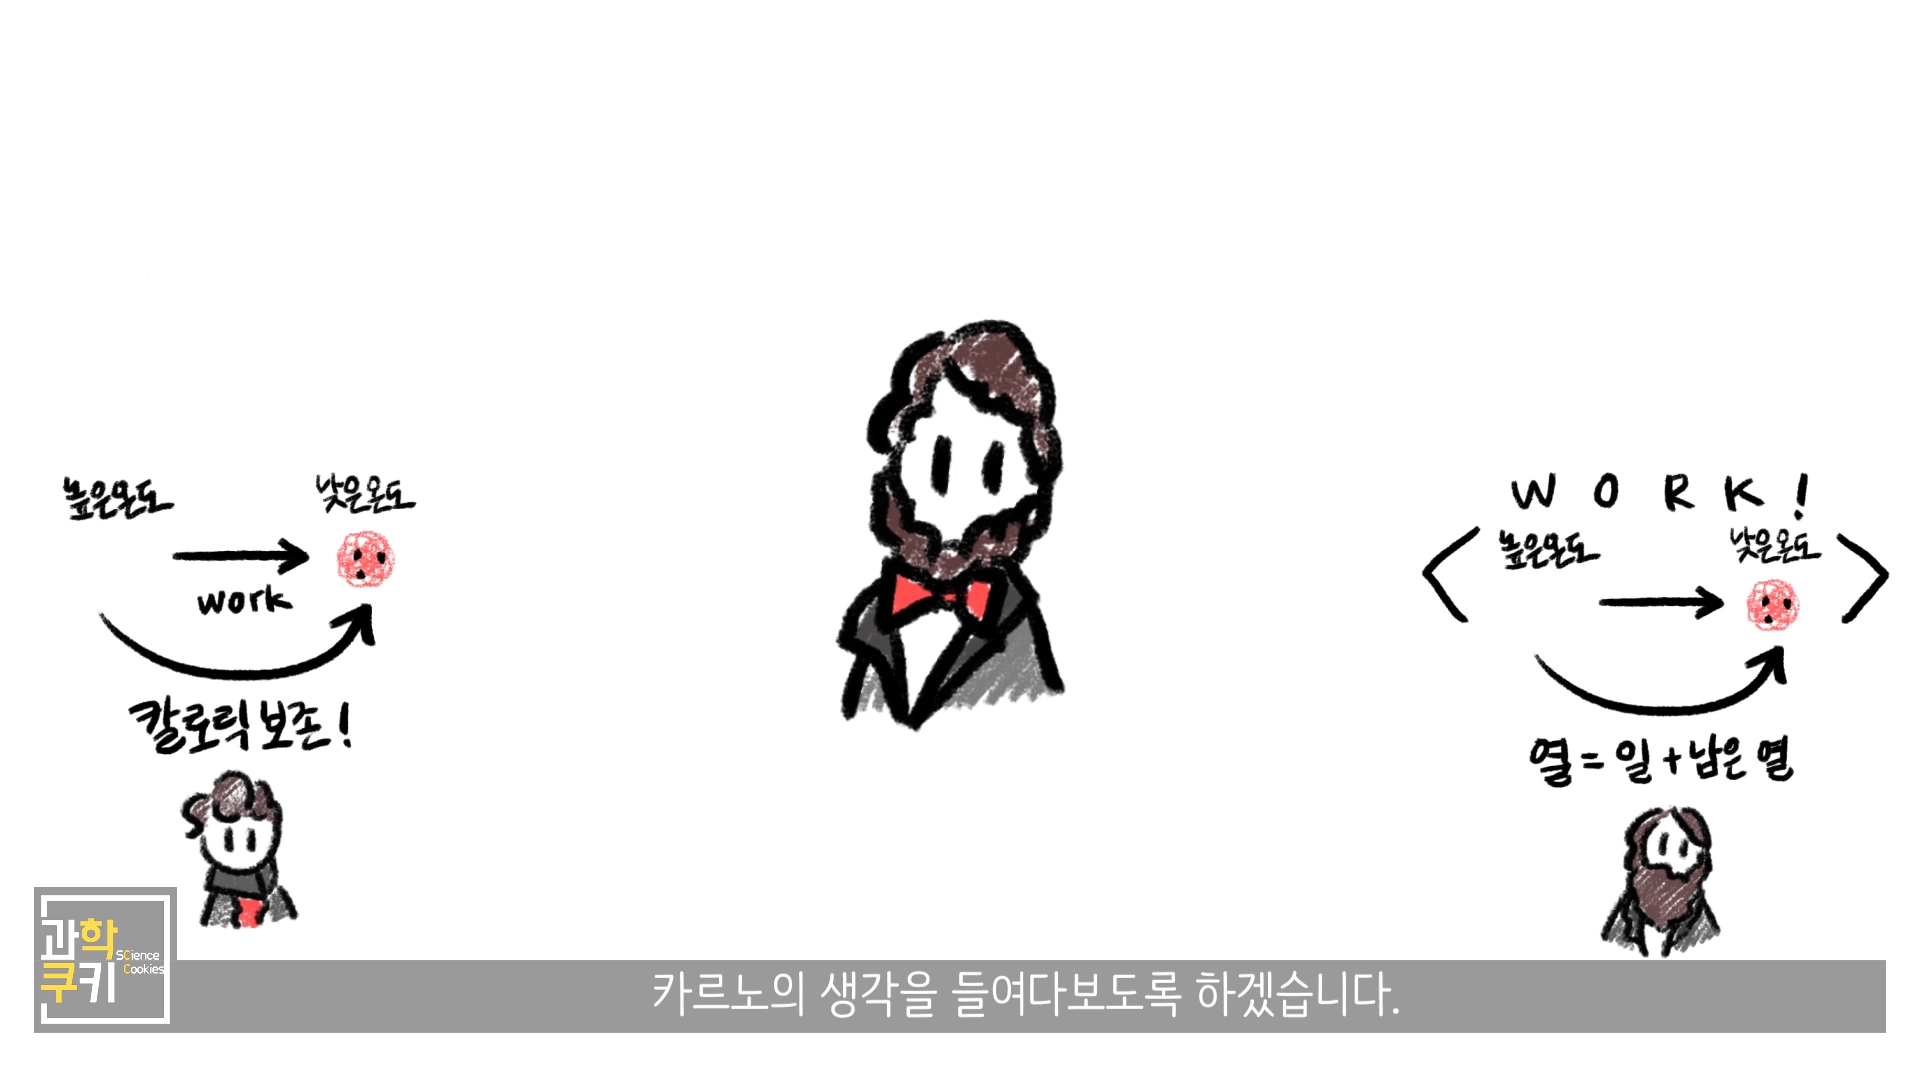 높은온도
낮은온도
work
칼로릭 보존!
WORK!
높은온도
낮은온도
열=일+남은 열
과학
쿠키
Science
Cookies
카르노의 생각을 들여다보도록 하겠습니다.